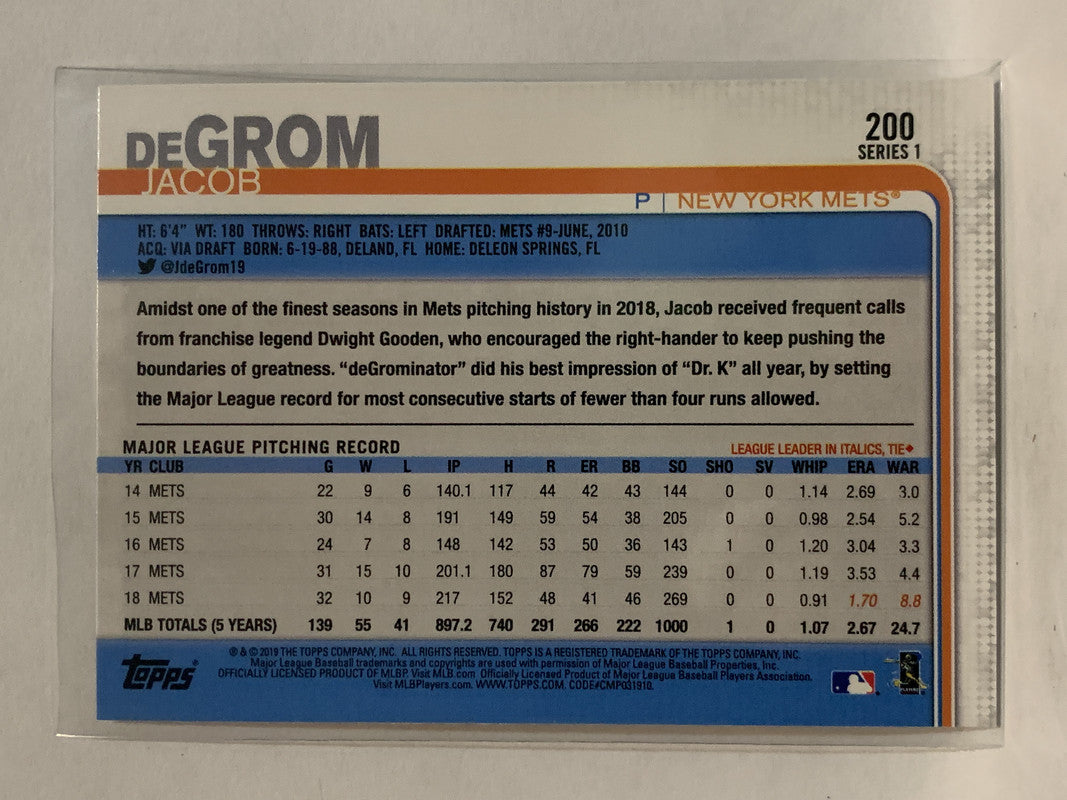 DEGROM
JACOB
200
SERIES 1
P | NEW YORK METS®
HT: 6'4" WT: 180 THROWS: RIGHT BATS: LEFT DRAFTED: METS #9-JUNE, 2010
ACQ: VIA DRAFT BORN: 6-19-88, DELAND, FL HOME: DELEON SPRINGS, FL
@JdeGrom19
Amidst one of the finest seasons in Mets pitching history in 2018, Jacob received frequent calls
from franchise legend Dwight Gooden, who encouraged the right-hander to keep pushing the
boundaries of greatness. “deGrominator” did his best impression of “Dr. K” all year, by setting
the Major League record for most consecutive starts of fewer than four runs allowed.
MAJOR LEAGUE PITCHING RECORD LEAGUE LEADER IN ITALICS, TIE◆
YR CLUB G W L IP H R ER BB SO SHO SV WHIP ERA WAR
14 METS 22 9 6 140.1 117 44 42 43 144 0 0 1.14 2.69 3.0
15 METS 30 14 8 191 149 59 54 38 205 0 0 0.98 2.54 5.2
16 METS 24 7 8 148 142 53 50 36 143 1 0 1.20 3.04 3.3
17 METS 31 15 10 201.1 180 87 79 59 239 0 0 1.19 3.53 4.4
18 METS 32 10 9 217 152 48 41 46 269 0 0 0.91 1.70 8.8
MLB TOTALS (5 YEARS) 139 55 41 897.2 740 291 266 222 1000 1 0 1.07 2.67 24.7
Topps
® & © 2019 THE TOPPS COMPANY, INC. ALL RIGHTS RESERVED. TOPPS IS A REGISTERED TRADEMARK OF THE TOPPS COMPANY, INC.
Major League Baseball trademarks and copyrights are used with permission of Major League Baseball Properties, Inc.
OFFICIALLY LICENSED PRODUCT OF MLBP. Visit MLB.com Officially Licensed Product of Major League Baseball Players Association.
Visit MLBPlayers.com. WWW.TOPPS.COM. CODE#CMP031910.